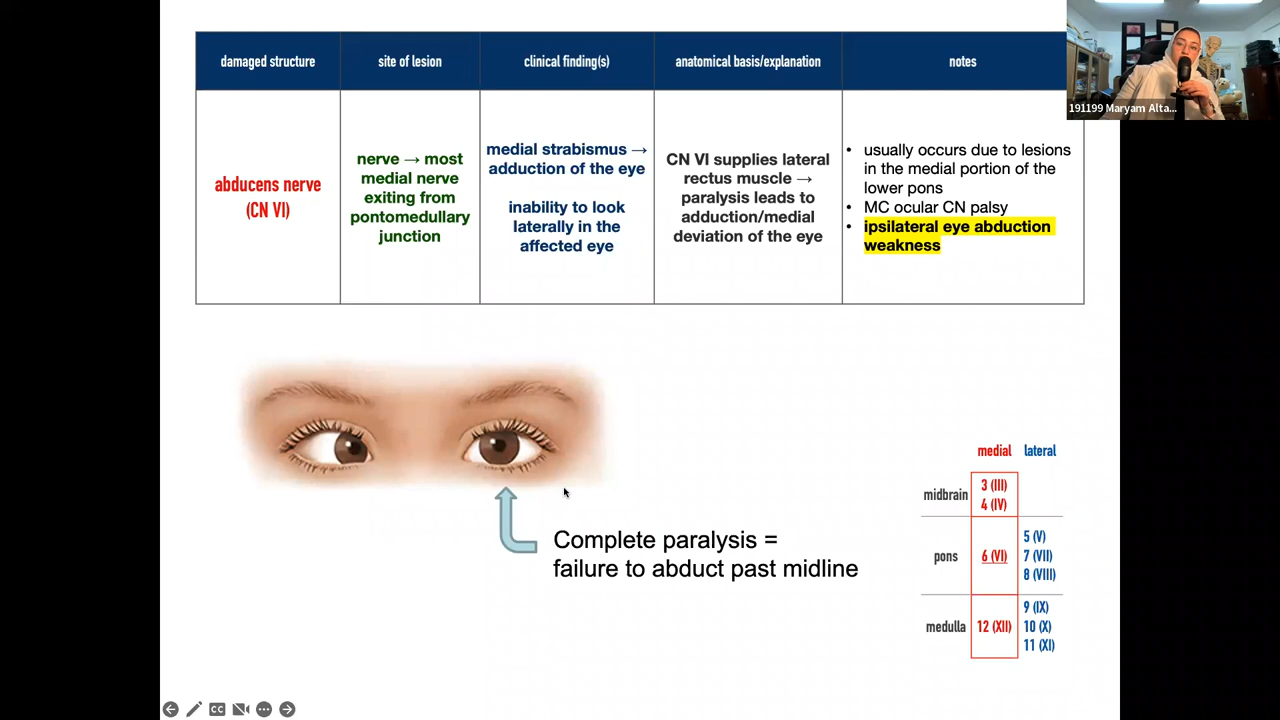 damaged structure
site of lesion
clinical finding(s)
anatomical basis/explanation
notes
abducens nerve
(CN VI)
nerve → most
medial nerve
exiting from
pontomedullary
junction
medial strabismus →
adduction of the eye
inability to look
laterally in the
affected eye
CN VI supplies lateral
rectus muscle →
paralysis leads to
adduction/medial
deviation of the eye
• usually occurs due to lesions
in the medial portion of the
lower pons
• MC ocular CN palsy
• ipsilateral eye abduction
weakness
191199 Maryam Alta...
Complete paralysis =
failure to abduct past midline
medial lateral
midbrain
3 (III)
4 (IV)
pons
6 (VI)
5 (V)
7 (VII)
8 (VIII)
medulla
12 (XII)
9 (IX)
10 (X)
11 (XI)
CC